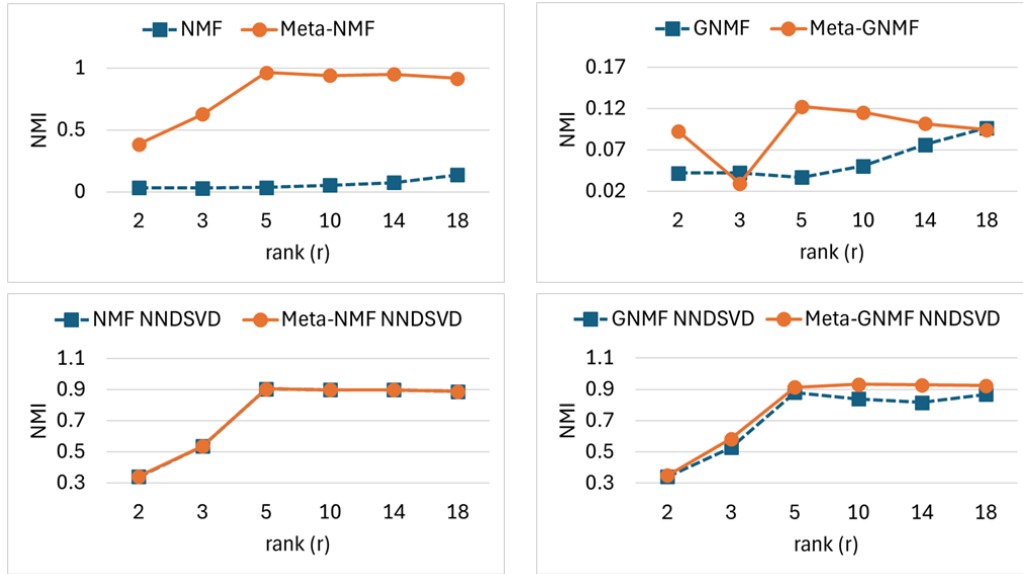 NMF Meta-NMF
1
0.5
0
NMI
2 3 5 10 14 18
rank (r)
GNMF Meta-GNMF
0.17
0.12
0.07
0.02
NMI
2 3 5 10 14 18
rank (r)
NMF NNDSVD Meta-NMF NNDSVD
1.1
0.9
0.7
0.5
0.3
NMI
2 3 5 10 14 18
rank (r)
GNMF NNDSVD Meta-GNMF NNDSVD
1.1
0.9
0.7
0.5
0.3
NMI
2 3 5 10 14 18
rank (r)